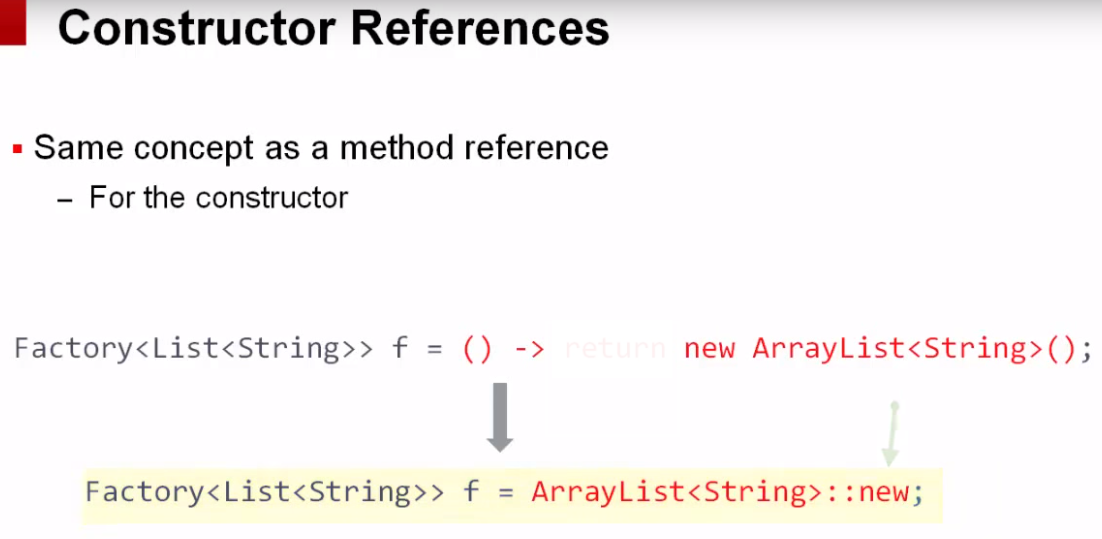 Constructor References
Same concept as a method reference
– For the constructor
Factory<List<String>> f = () -> return new ArrayList<String>();
Factory<List<String>> f = ArrayList<String>::new;